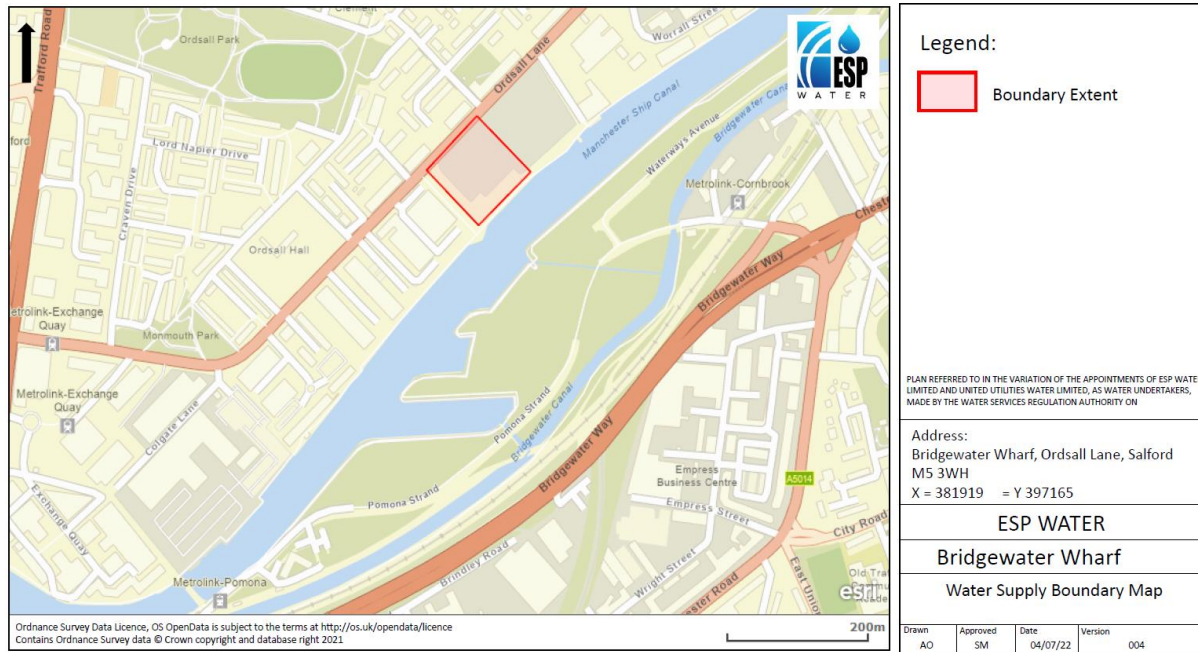 Trafford Road
Ordsall Park
Clement
Ordsall Lane
Worrall Street
ESP
WATER
Manchester Ship Canal
Bridgewater Canal
Waterways Avenue
Metrolink-Cornbrook
Lord Napier Drive
Craven Drive
Ordsall Hall
Bridgewater Way
Monmouth Park
Metrolink-Exchange
Quay
Colgate Lane
Exchange Quay
Pomona Strand
Bridgewater Canal
Bridgewater Way
Empress
Business Centre
A5014
Pomona Strand
Empress Street
City Road
Brindley Road
Wright Street
Metrolink-Pomona
esri
Ordnance Survey Data Licence, OS OpenData is subject to the terms at http://os.uk/opendata/licence
Contains Ordnance Survey data © Crown copyright and database right 2021
200m
Legend:
Boundary Extent
PLAN REFERRED TO IN THE VARIATION OF THE APPOINTMENTS OF ESP WATE
LIMITED AND UNITED UTILITIES WATER LIMITED, AS WATER UNDERTAKERS,
MADE BY THE WATER SERVICES REGULATION AUTHORITY ON
Address:
Bridgewater Wharf, Ordsall Lane, Salford
M5 3WH
X = 381919 = Y 397165
ESP WATER
Bridgewater Wharf
Water Supply Boundary Map
Drawn Approved Date Version
AO SM 04/07/22 004